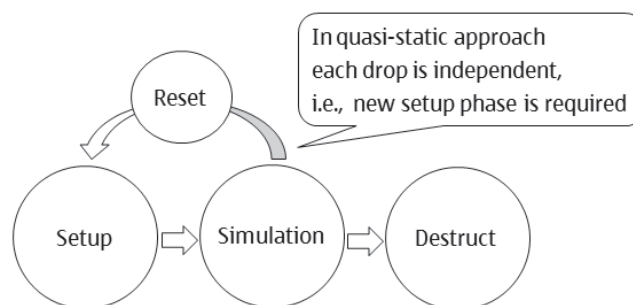 In quasi-static approach
each drop is independent,
i.e., new setup phase is required
Reset
Setup
Simulation
Destruct